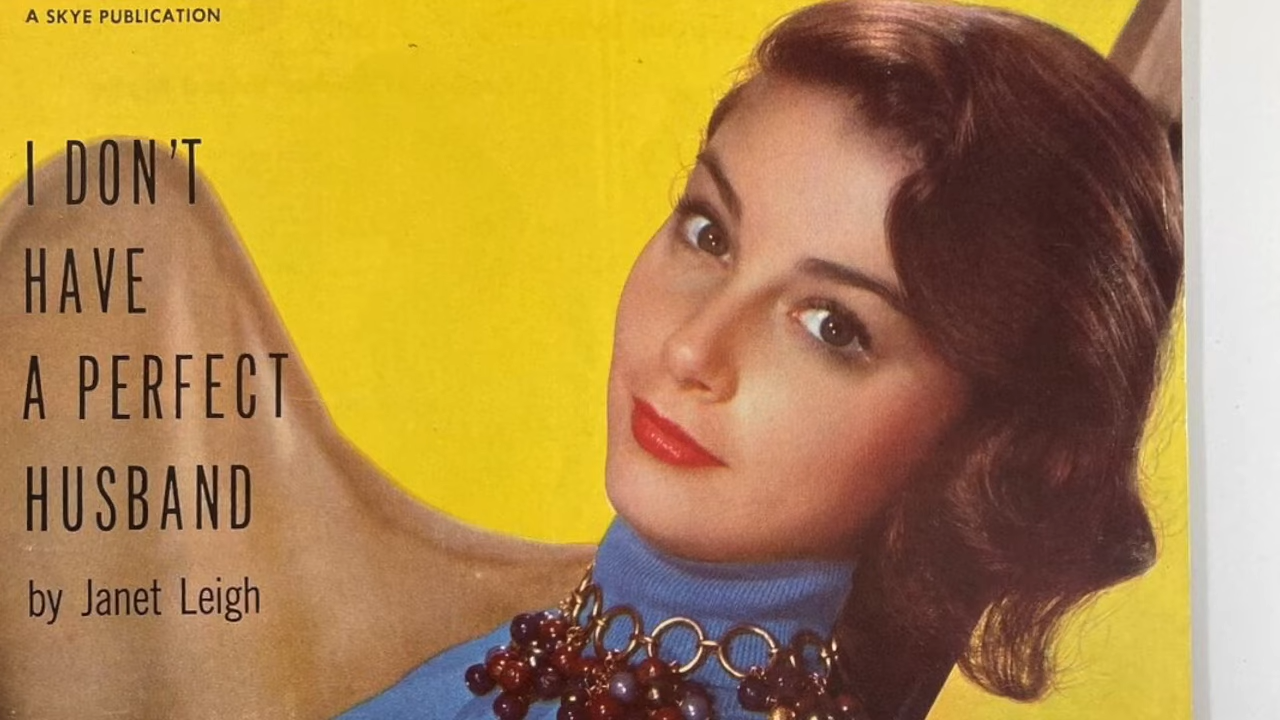 A SKYE PUBLICATION
I DON'T
HAVE
A PERFECT
HUSBAND
by Janet Leigh